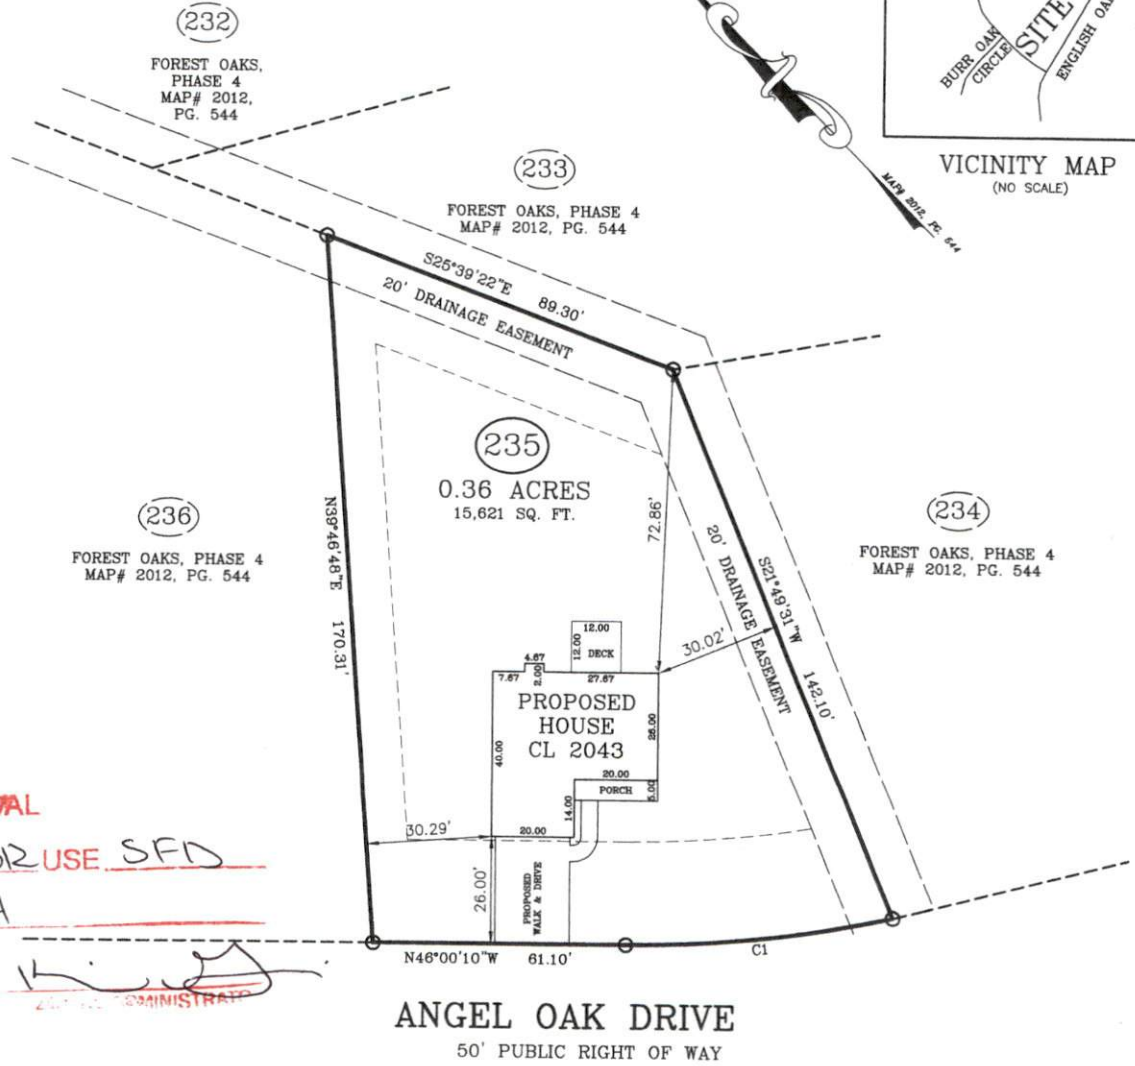 232
FOREST OAKS,
PHASE 4
MAP# 2012,
PG. 544
233
FOREST OAKS, PHASE 4
MAP# 2012, PG. 544
MAP# 2012, PG. 544
BURR OAK
CIRCLE
SITE
ENGLISH OA
VICINITY MAP
(NO SCALE)
S25°39'22"E 89.30'
20' DRAINAGE EASEMENT
235
0.36 ACRES
15,621 SQ. FT.
236
FOREST OAKS, PHASE 4
MAP# 2012, PG. 544
234
FOREST OAKS, PHASE 4
MAP# 2012, PG. 544
N39°46'48"E 170.31'
72.86'
20' DRAINAGE EASEMENT
S21°49'31"W 142.10'
30.02'
12.00
12.00
DECK
4.67
7.67
2.00
27.67
PROPOSED
HOUSE
CL 2043
40.00
26.00
20.00
PORCH
5.00
14.00
20.00
30.29'
26.00'
PROPOSED
WALK & DRIVE
USE SFD
N46°00'10"W 61.10'
C1
ANGEL OAK DRIVE
50' PUBLIC RIGHT OF WAY